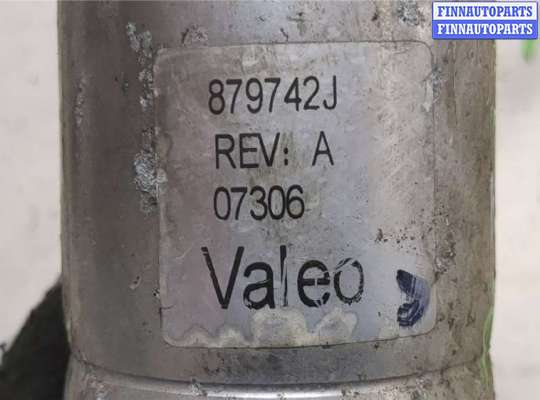 FINNAUTOPARTS
FINNAUTOPARTS
879742J
REV: A
07306
Valeo